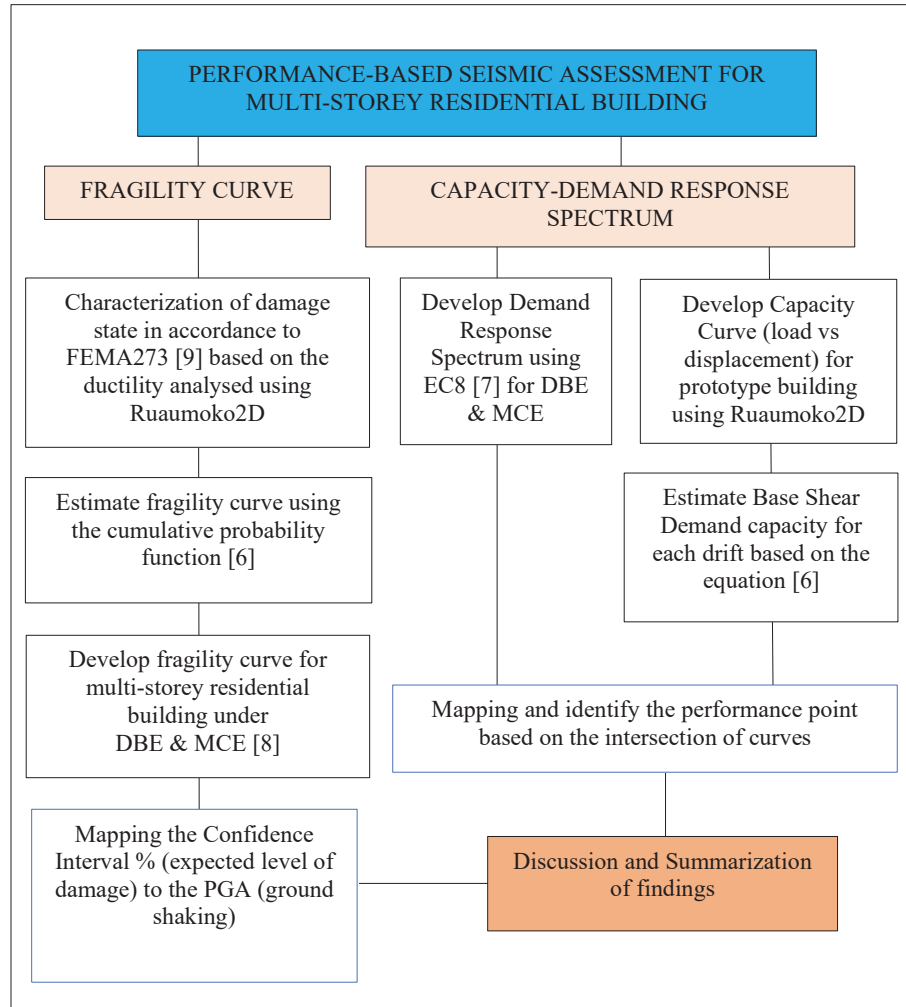 PERFORMANCE-BASED SEISMIC ASSESSMENT FOR
MULTI-STOREY RESIDENTIAL BUILDING
FRAGILITY CURVE
CAPACITY-DEMAND RESPONSE
SPECTRUM
Characterization of damage
state in accordance to
FEMA273 [9] based on the
ductility analysed using
Ruaumoko2D
Develop Demand
Response
Spectrum using
EC8 [7] for DBE
& MCE
Develop Capacity
Curve (load vs
displacement) for
prototype building
using Ruaumoko2D
Estimate fragility curve using
the cumulative probability
function [6]
Estimate Base Shear
Demand capacity for
each drift based on the
equation [6]
Develop fragility curve for
multi-storey residential
building under
DBE & MCE [8]
Mapping and identify the performance point
based on the intersection of curves
Mapping the Confidence
Interval % (expected level of
damage) to the PGA (ground
shaking)
Discussion and Summarization
of findings